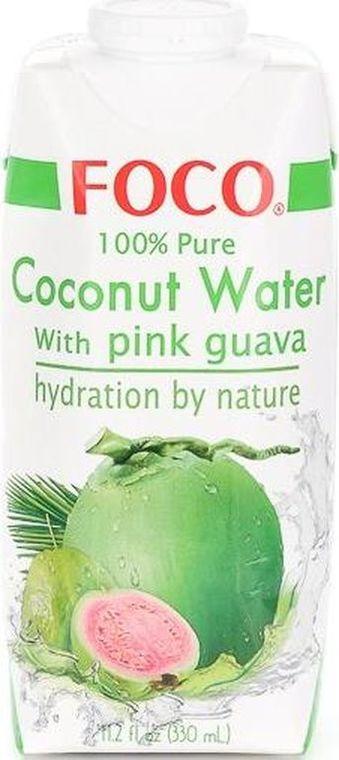 FOCO®
100% Pure
Coconut Water
With pink guava
hydration by nature
11.2 fl oz (330 mL)